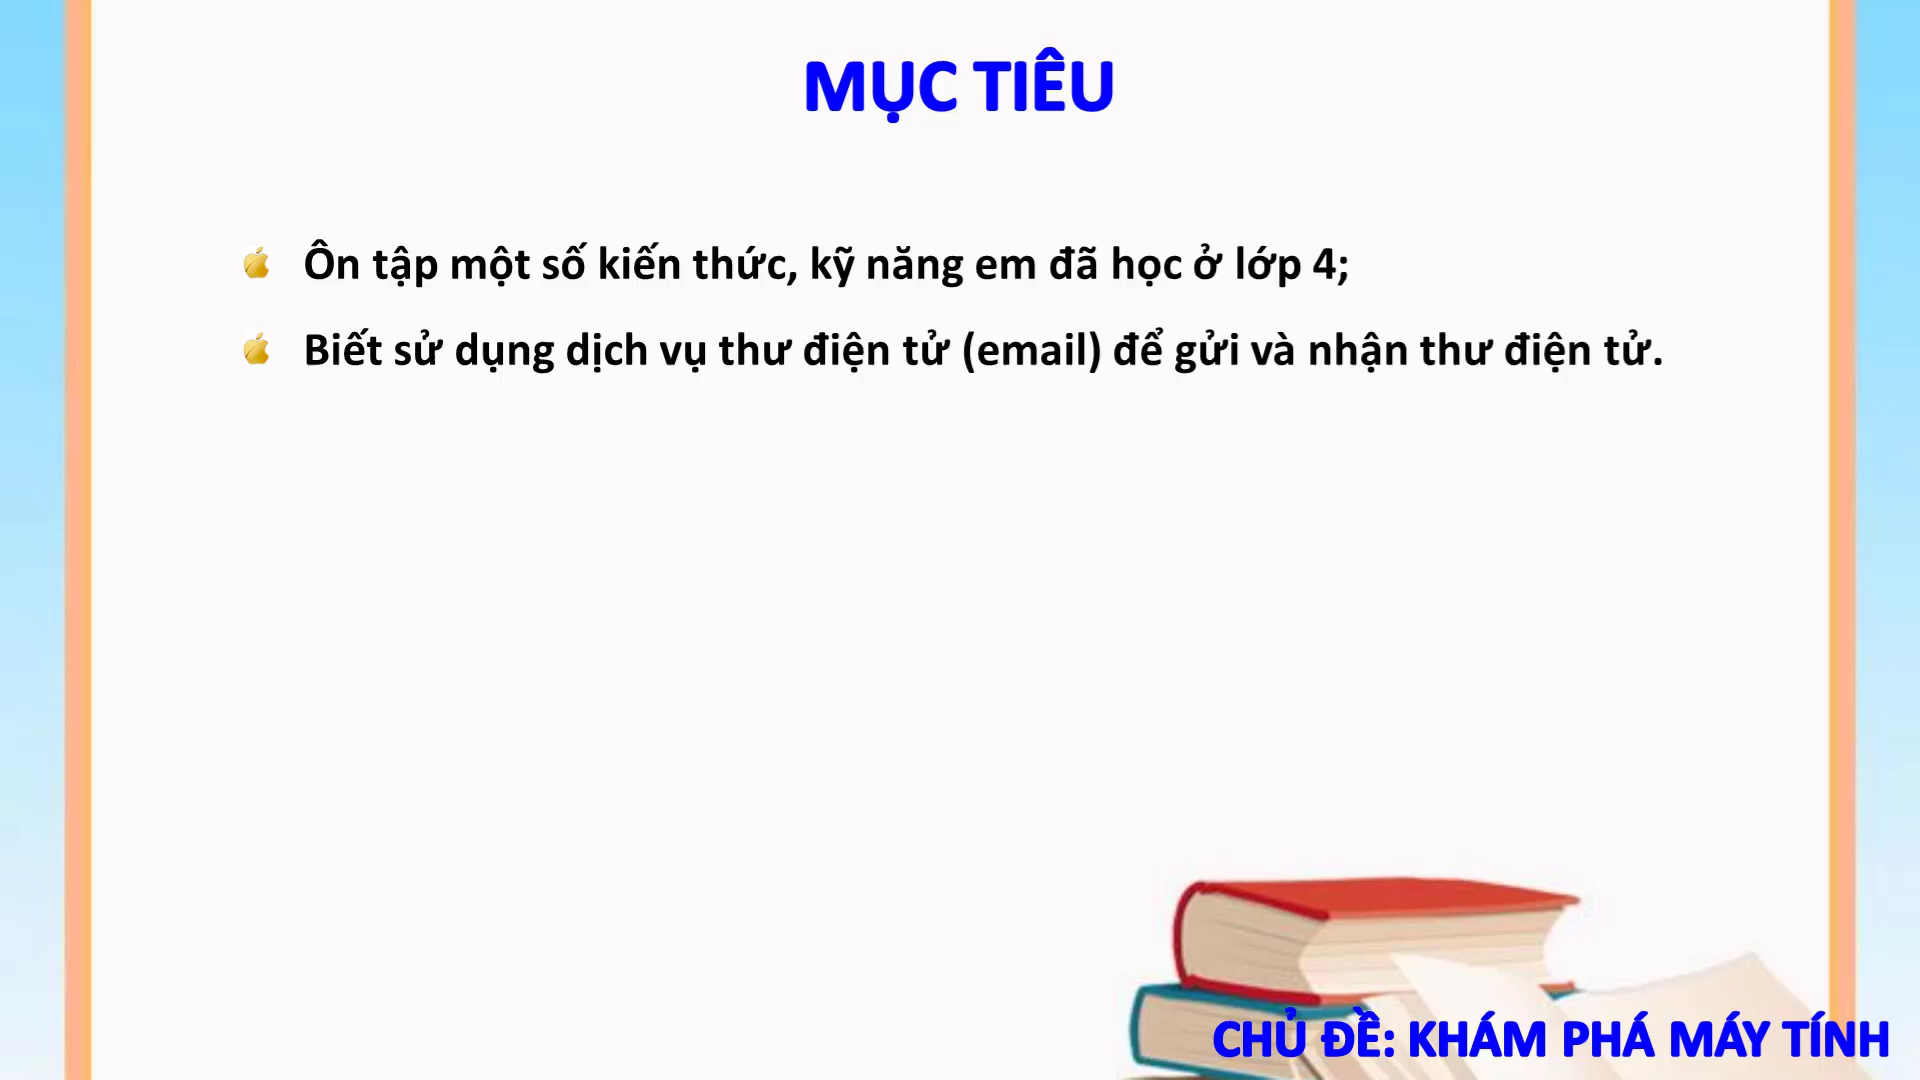 MỤC TIÊU
Ôn tập một số kiến thức, kỹ năng em đã học ở lớp 4;
Biết sử dụng dịch vụ thư điện tử (email) để gửi và nhận thư điện tử.
CHỦ ĐỀ: KHÁM PHÁ MÁY TÍNH